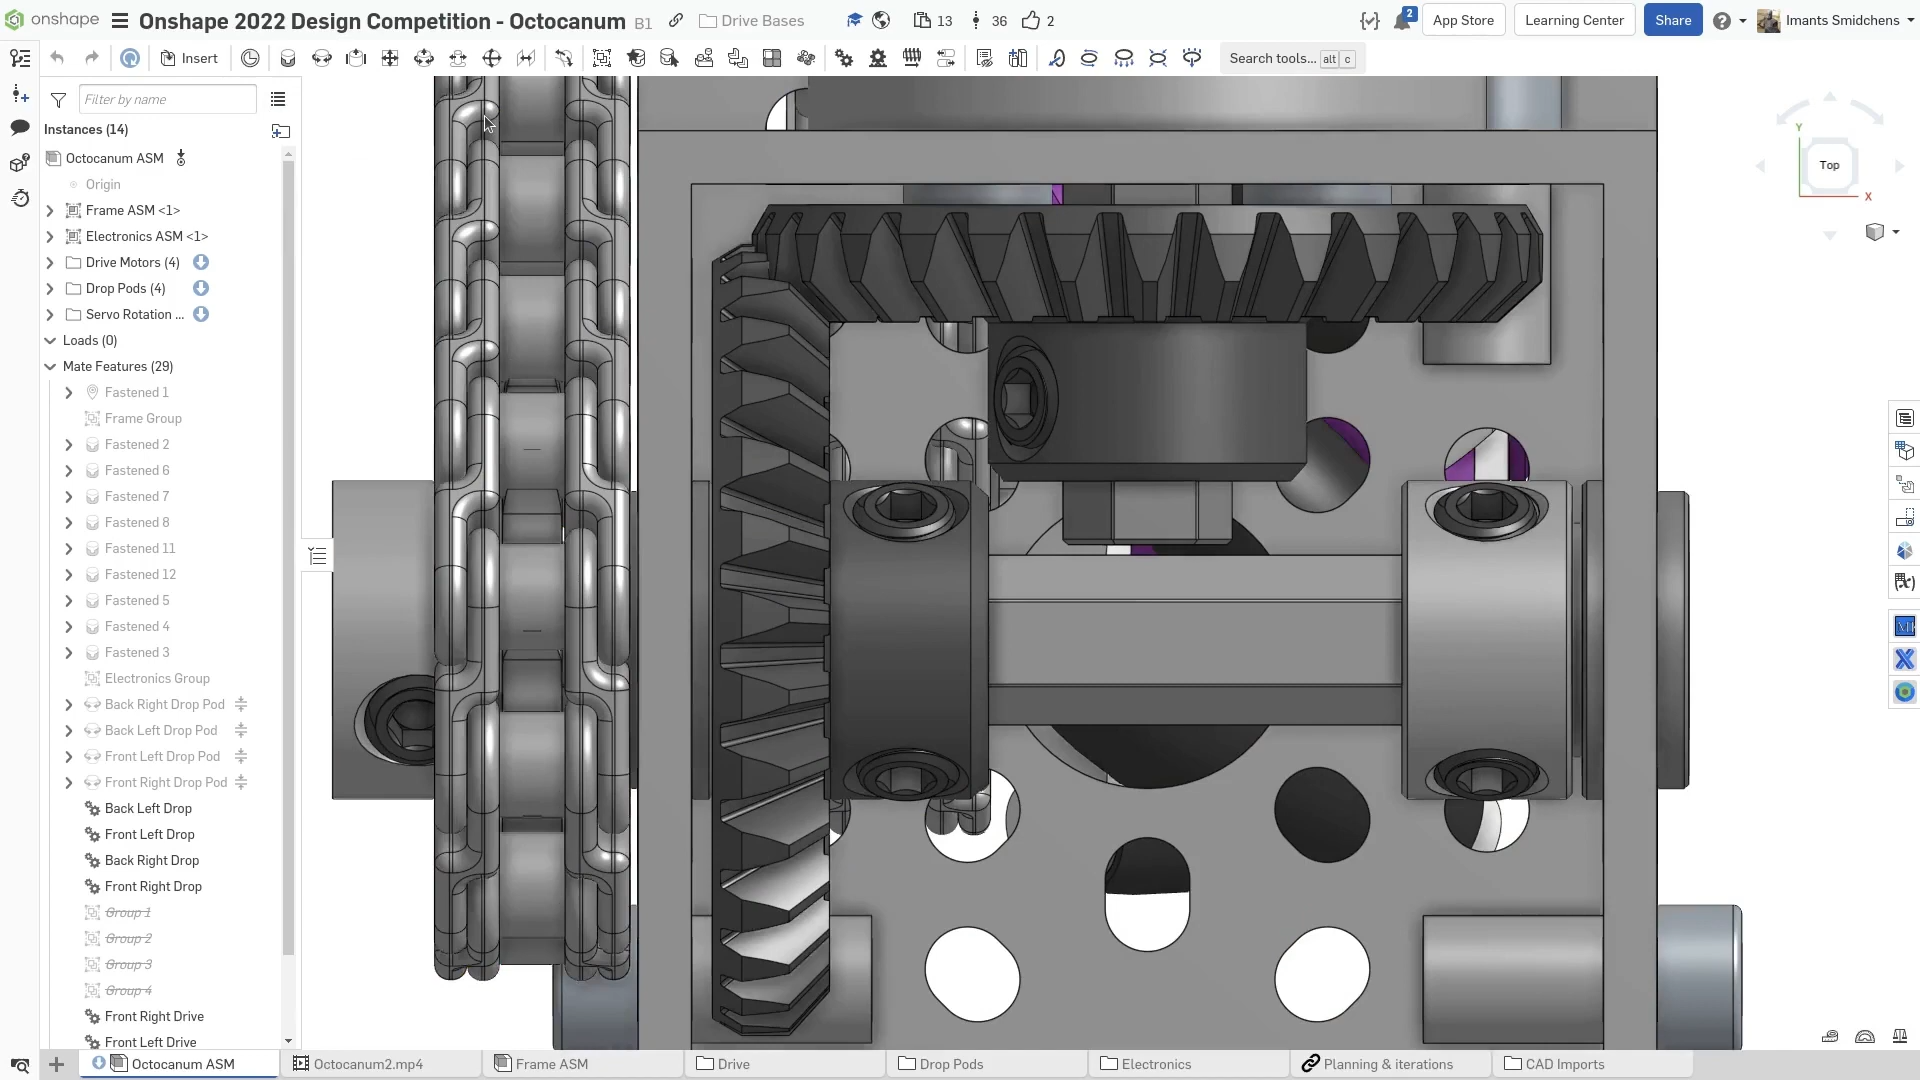 onshape Onshape 2022 Design Competition - Octocanum B1 Drive Bases 13 36 2 2 App Store Learning Center Share Imants Smidchens
Insert Search tools... alt c
Filter by name
Instances (14)
Octocanum ASM
Origin
Frame ASM <1>
Electronics ASM <1>
Drive Motors (4)
Drop Pods (4)
Servo Rotation ...
Loads (0)
Mate Features (29)
Fastened 1
Frame Group
Fastened 2
Fastened 6
Fastened 7
Fastened 8
Fastened 11
Fastened 12
Fastened 5
Fastened 4
Fastened 3
Electronics Group
Back Right Drop Pod
Back Left Drop Pod
Front Left Drop Pod
Front Right Drop Pod
Back Left Drop
Front Left Drop
Back Right Drop
Front Right Drop
Group 1
Group 2
Group 3
Group 4
Front Right Drive
Front Left Drive
Y
Top
X
Octocanum ASM Octocanum2.mp4 Frame ASM Drive Drop Pods Electronics Planning & iterations CAD Imports